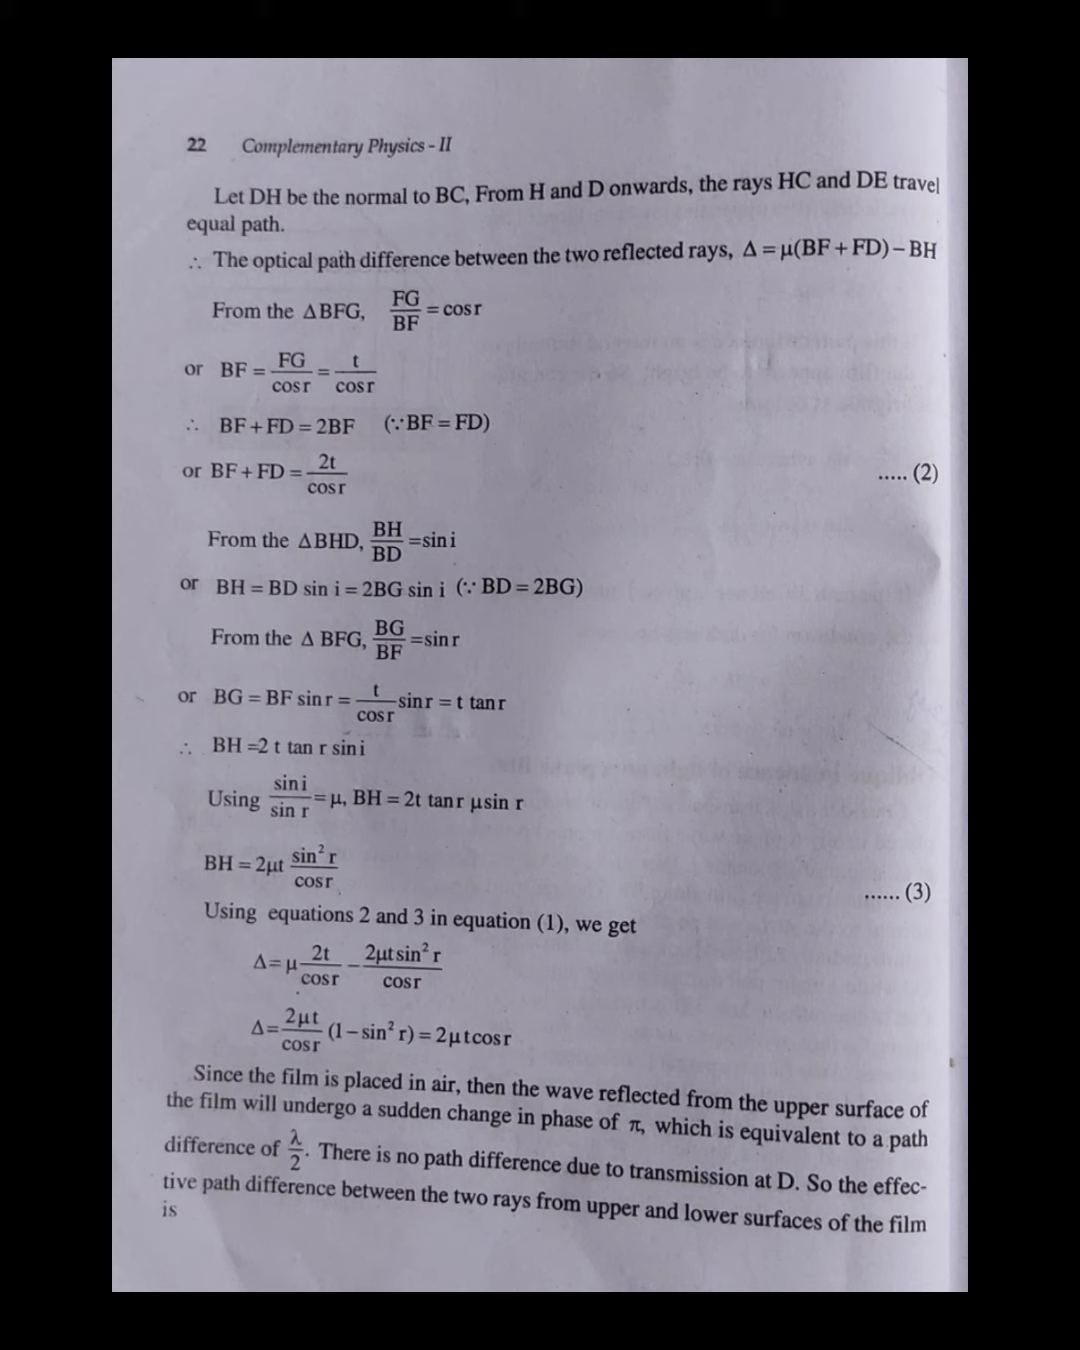 22 Complementary Physics - II
Let DH be the normal to BC, From H and D onwards, the rays HC and DE travel
equal path.
∴ The optical path difference between the two reflected rays, Δ = μ(BF + FD) – BH
From the ΔBFG, FG/BF = cos r
or BF = FG/cos r = t/cos r
∴ BF + FD = 2BF (∵ BF = FD)
or BF + FD = 2t/cos r ..... (2)
From the ΔBHD, BH/BD = sin i
or BH = BD sin i = 2BG sin i (∵ BD = 2BG)
From the Δ BFG, BG/BF = sin r
or BG = BF sin r = t/cos r sin r = t tan r
∴ BH =2 t tan r sin i
Using sin i/sin r = μ, BH = 2t tan r μ sin r
BH = 2μt sin² r/cos r ...... (3)
Using equations 2 and 3 in equation (1), we get
Δ = μ 2t/cos r – 2μt sin² r/cos r
Δ = 2μt/cos r (1 – sin² r) = 2μt cos r
Since the film is placed in air, then the wave reflected from the upper surface of
the film will undergo a sudden change in phase of π, which is equivalent to a path
difference of λ/2. There is no path difference due to transmission at D. So the effec-
tive path difference between the two rays from upper and lower surfaces of the film
is